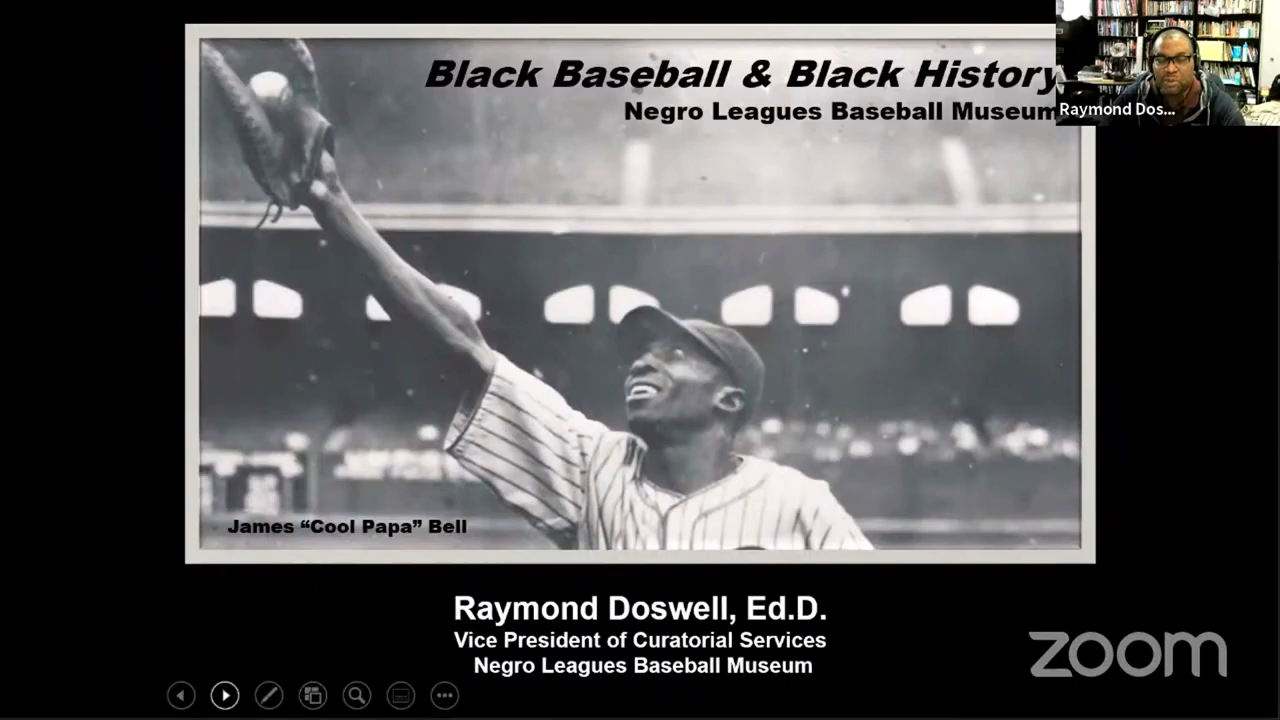 Black Baseball & Black History
Negro Leagues Baseball Museum
Raymond Dos...
James “Cool Papa” Bell
Raymond Doswell, Ed.D.
Vice President of Curatorial Services
Negro Leagues Baseball Museum
zoom